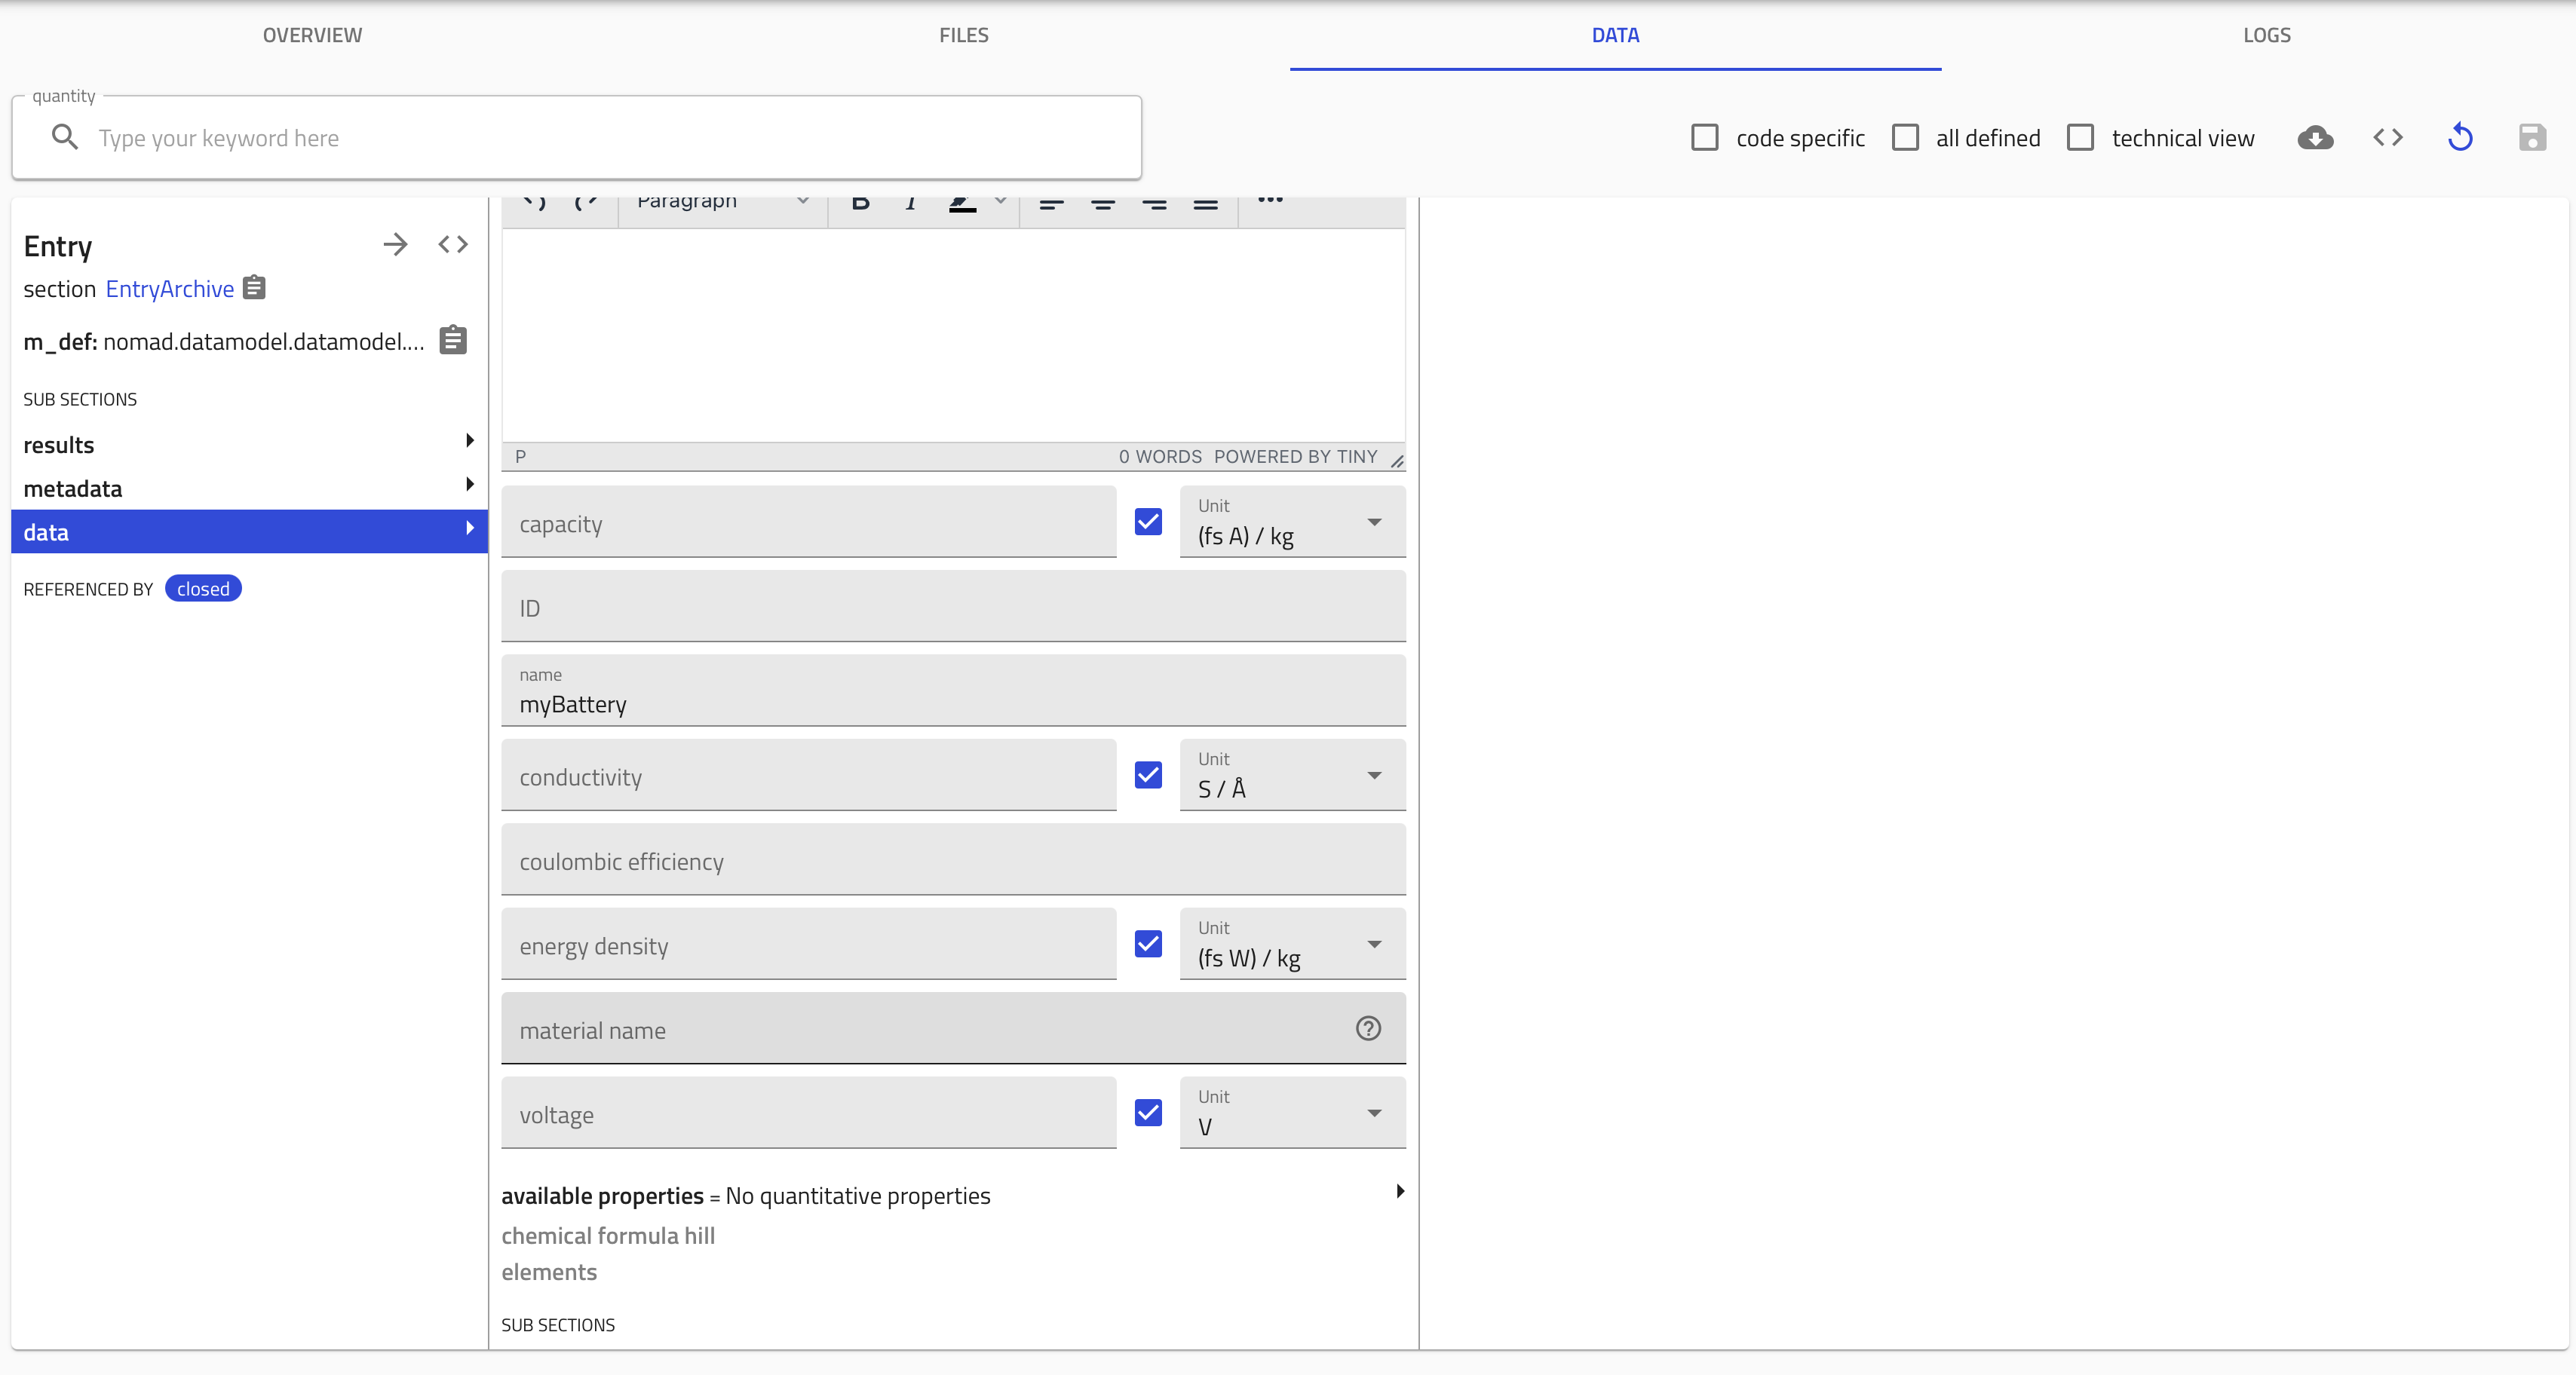 OVERVIEW FILES DATA LOGS
quantity
Type your keyword here
code specific all defined technical view
Entry
section EntryArchive
m_def: nomad.datamodel.datamodel....
SUB SECTIONS
results
metadata
data
REFERENCED BY closed
Paragraph B I
P 0 WORDS POWERED BY TINY
capacity Unit (fs A) / kg
ID
name
myBattery
conductivity Unit S / Å
coulombic efficiency
energy density Unit (fs W) / kg
material name
voltage Unit V
available properties = No quantitative properties
chemical formula hill
elements
SUB SECTIONS